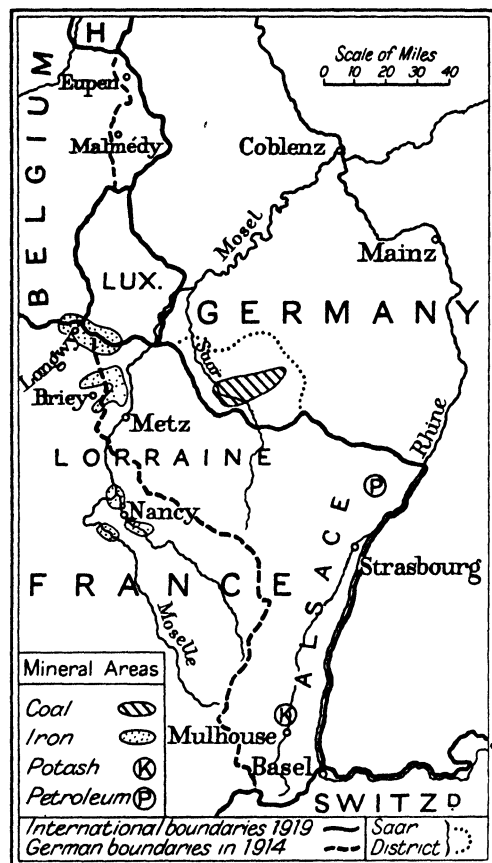 H
Scale of Miles
0 10 20 40
Eupen
BELGIUM
Malmédy
Coblenz
Mosel
Mainz
LUX.
GERMANY
Longwy
Saar
Briey
Metz
Rhine
LORRAINE
P
Nancy
ALSACE
Strasbourg
FRANCE
Moselle
Mineral Areas
Coal
Iron
Potash K
Petroleum P
K
Mulhouse
Basel
SWITZD.
International boundaries 1919
German boundaries in 1914
Saar
District